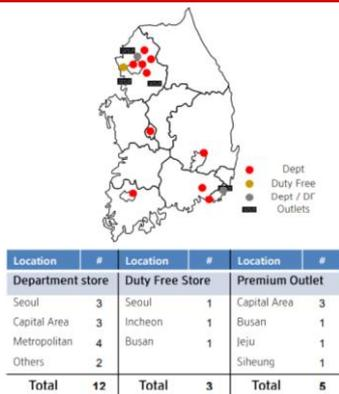 Dept
Duty Free
Dept / DF
Outlets
Location # Location # Location #
Department store Duty Free Store Premium Outlet
Seoul 3 Seoul 1 Capital Area 3
Capital Area 3 Incheon 1 Busan 1
Metropolitan 4 Busan 1 Jeju 1
Others 2 Siheung 1
Total 12 Total 3 Total 5